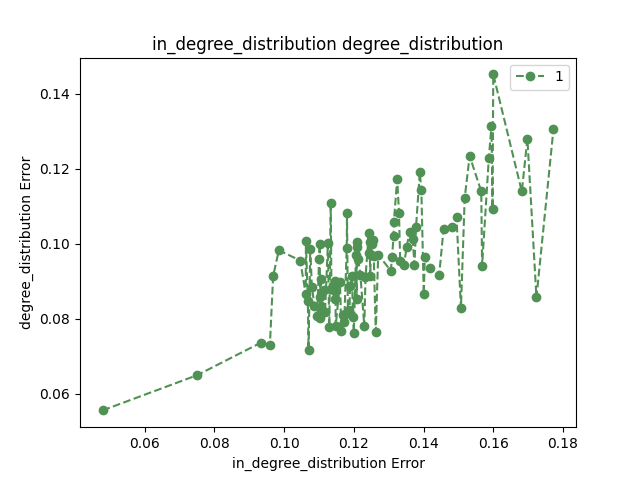 in_degree_distribution degree_distribution
1
0.14
0.12
0.10
0.08
0.06
degree_distribution Error
0.06 0.08 0.10 0.12 0.14 0.16 0.18
in_degree_distribution Error